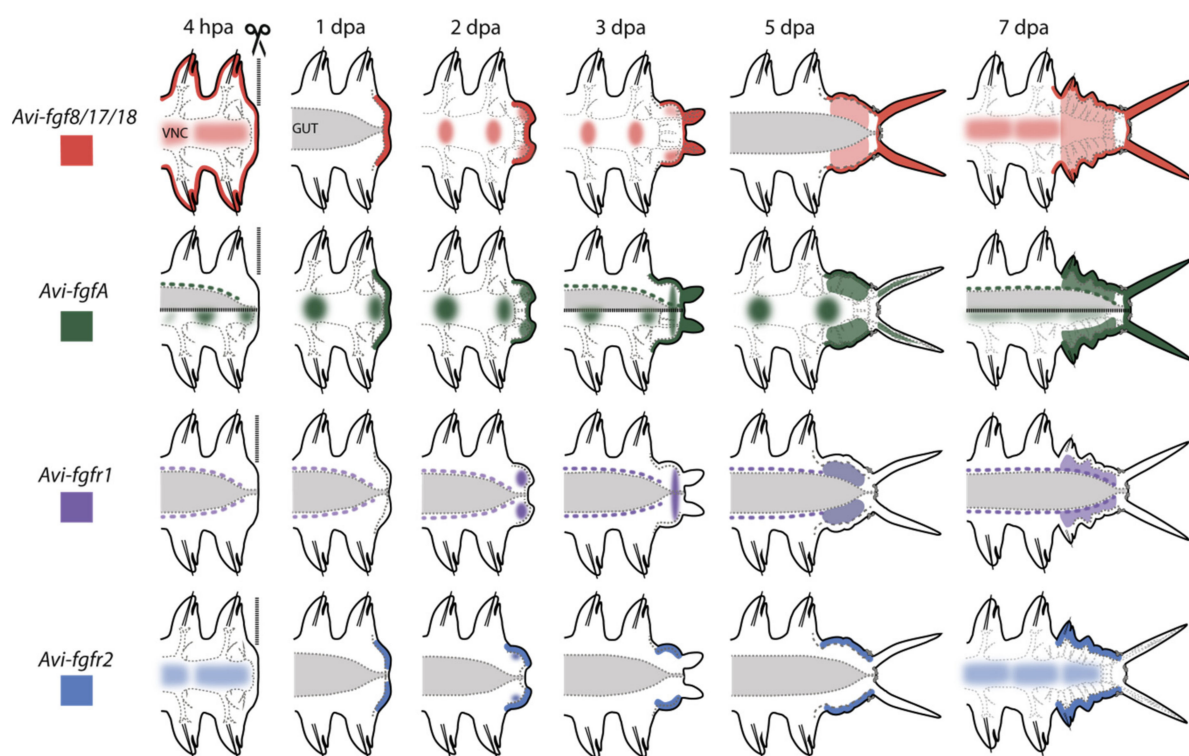 4 hpa
1 dpa
2 dpa
3 dpa
5 dpa
7 dpa
Avi-fgf8/17/18
VNC
GUT
Avi-fgfA
Avi-fgfr1
Avi-fgfr2